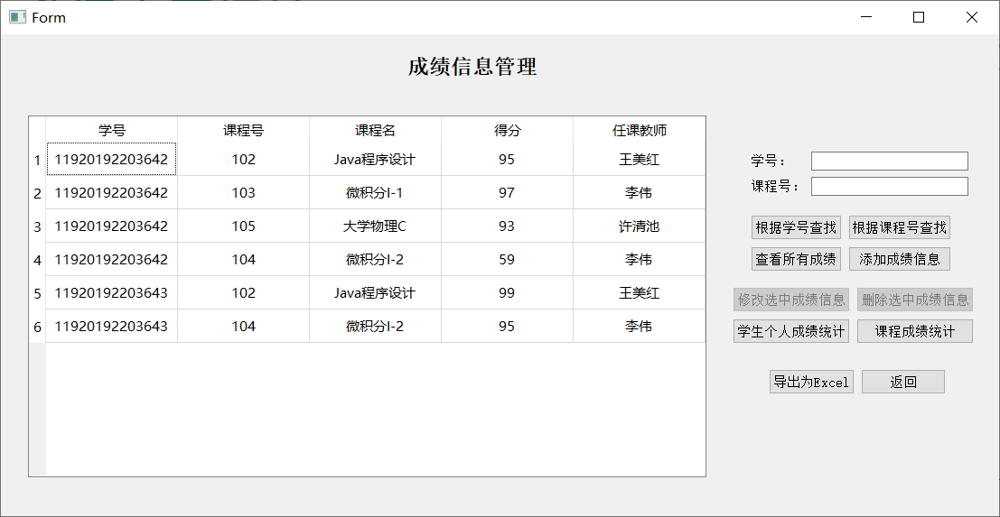 Form
成绩信息管理
学号 课程号 课程名 得分 任课教师
1 11920192203642 102 Java程序设计 95 王美红
2 11920192203642 103 微积分I-1 97 李伟
3 11920192203642 105 大学物理C 93 许清池
4 11920192203642 104 微积分I-2 59 李伟
5 11920192203643 102 Java程序设计 99 王美红
6 11920192203643 104 微积分I-2 95 李伟
学号：
课程号：
根据学号查找 根据课程号查找
查看所有成绩 添加成绩信息
修改选中成绩信息 删除选中成绩信息
学生个人成绩统计 课程成绩统计
导出为Excel 返回